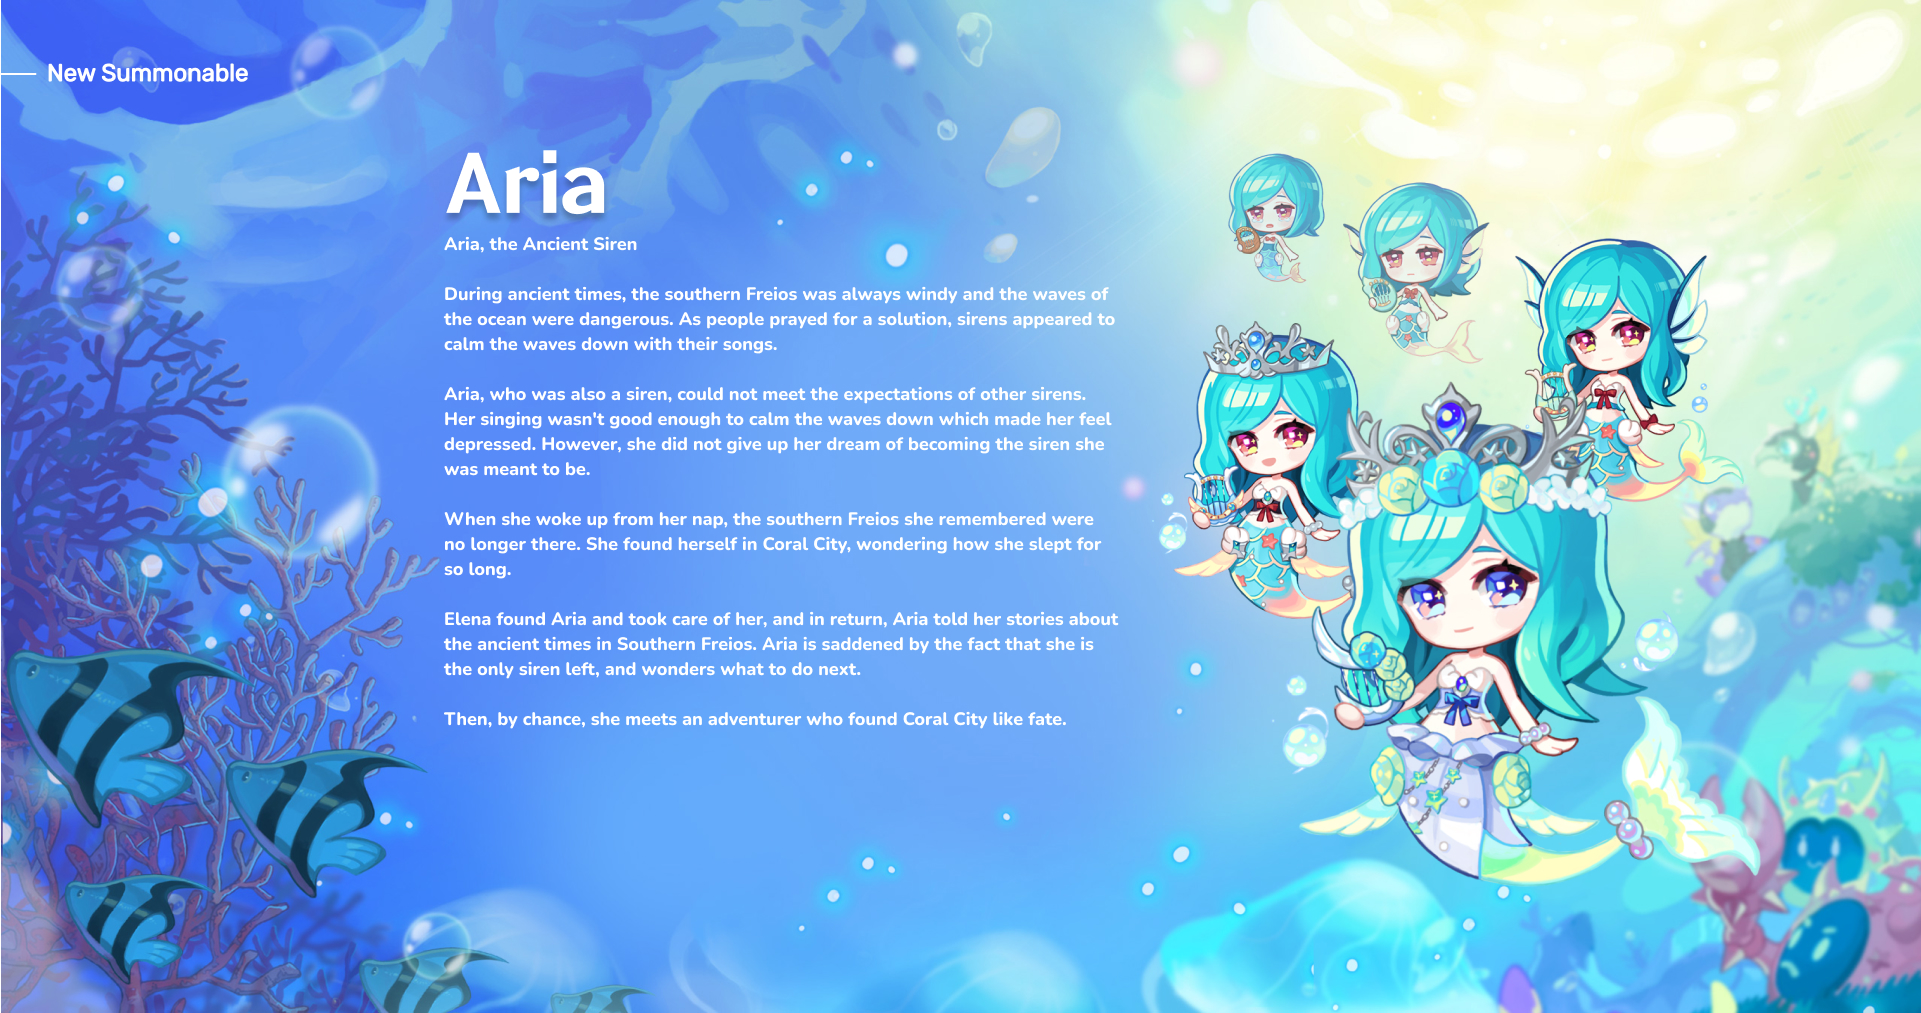 New Summonable
Aria
Aria, the Ancient Siren
During ancient times, the southern Freios was always windy and the waves of
the ocean were dangerous. As people prayed for a solution, sirens appeared to
calm the waves down with their songs.
Aria, who was also a siren, could not meet the expectations of other sirens.
Her singing wasn't good enough to calm the waves down which made her feel
depressed. However, she did not give up her dream of becoming the siren she
was meant to be.
When she woke up from her nap, the southern Freios she remembered were
no longer there. She found herself in Coral City, wondering how she slept for
so long.
Elena found Aria and took care of her, and in return, Aria told her stories about
the ancient times in Southern Freios. Aria is saddened by the fact that she is
the only siren left, and wonders what to do next.
Then, by chance, she meets an adventurer who found Coral City like fate.